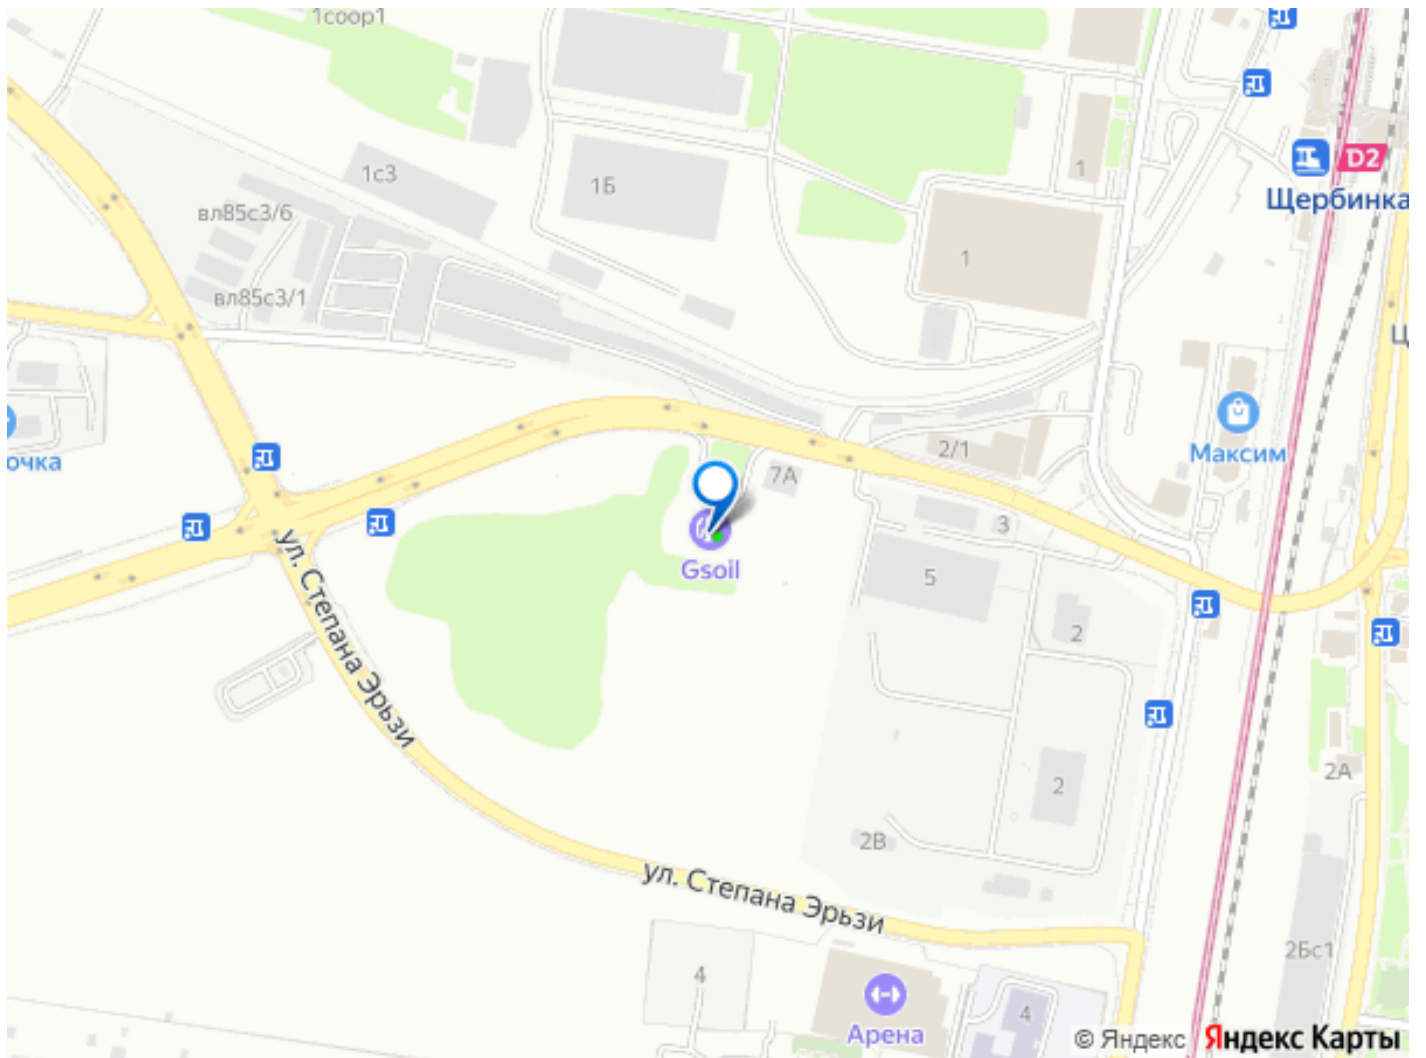 1соор1
1с3
1Б
1
вл85с3/6
D2
Щербинка
1
вл85с3/1
Ц
Максим
очка
2/1
7А
3
Gsoil
5
ул. Степана Эрьзи
2
2
2А
2В
ул. Степана Эрьзи
2Бс1
4
4
Арена
© Яндекс Яндекс Карты